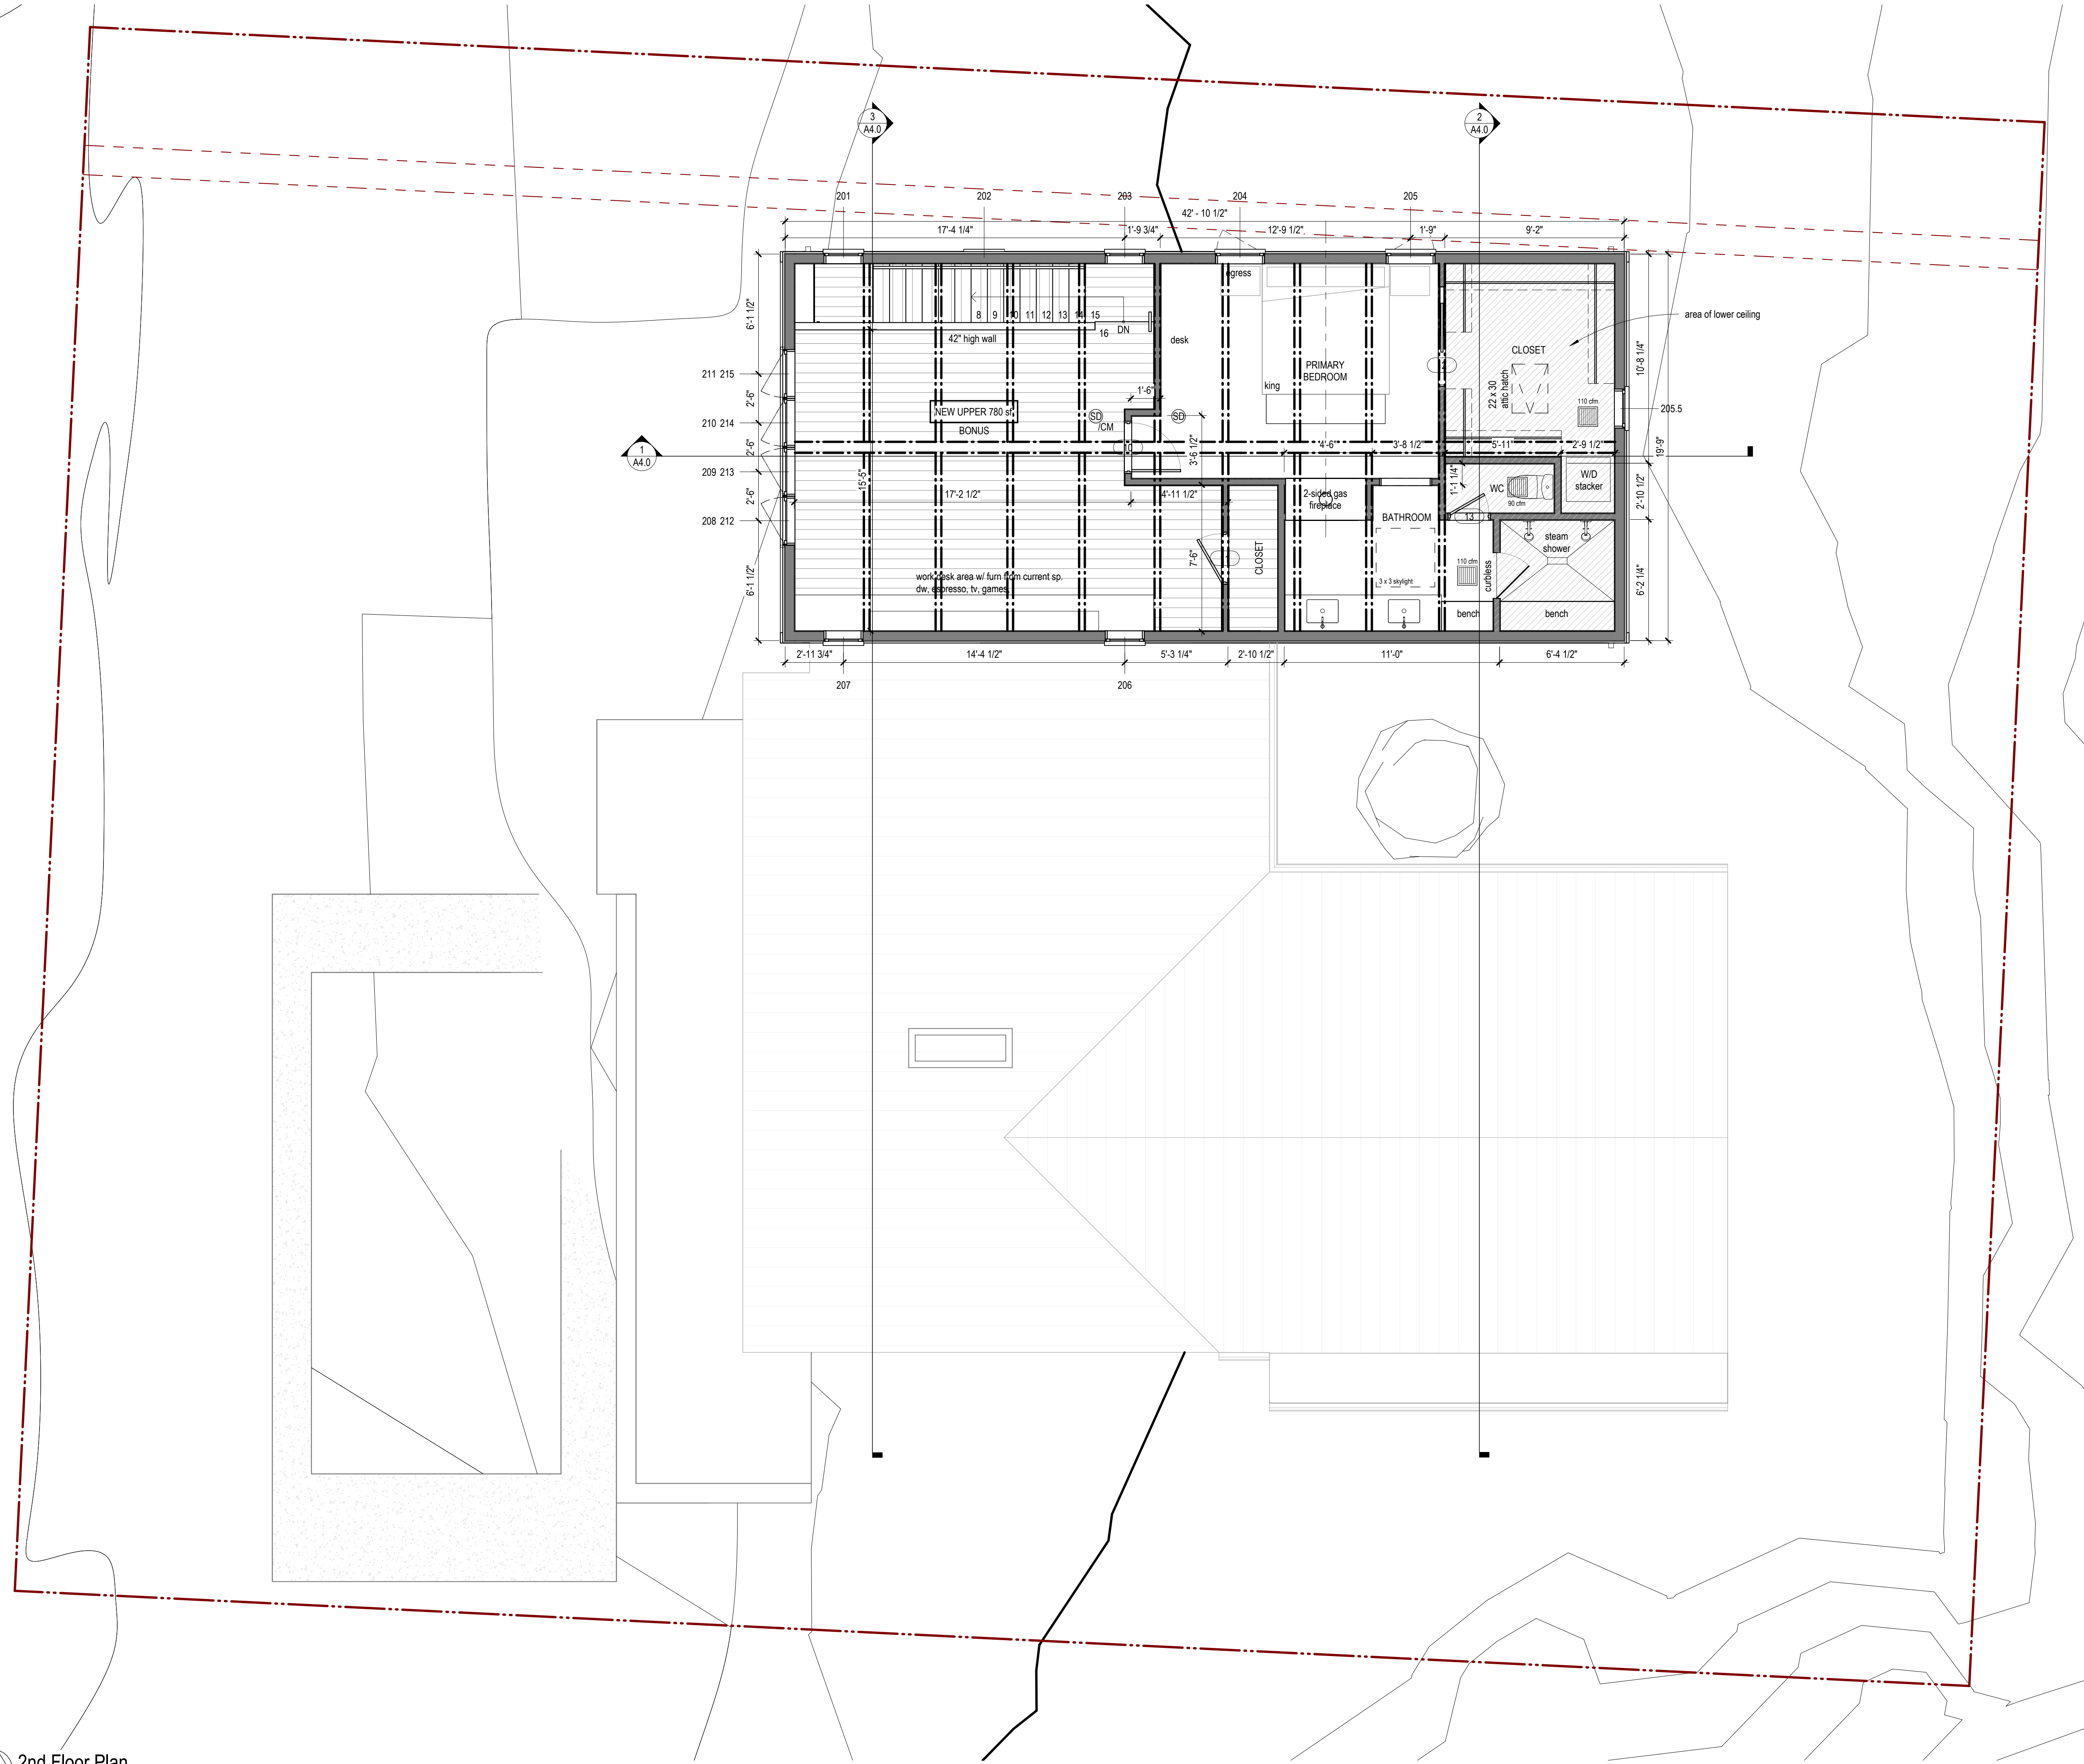 3
A4.0
2
A4.0
201
202
203
204
205
42' - 10 1/2"
17'-4 1/4"
1'-9 3/4"
12'-9 1/2"
1'-9"
9'-2"
egress
6'-1 1/2"
8 9 10 11 12 13 14 15
16
DN
42" high wall
desk
area of lower ceiling
CLOSET
10'-8 1/4"
PRIMARY
BEDROOM
king
22 x 30
attic hatch
211 215
2'-6"
1'-6"
110 cfm
205.5
NEW UPPER 780 sf
BONUS
SD
/CM
SD
210 214
2'-6"
10
1
A4.0
4'-6"
3'-8 1/2"
5'-11"
2'-9 1/2"
19'-9"
3'-6 1/2"
15'-5"
209 213
2'-6"
1'-1 1/4"
WC
90 cfm
W/D
stacker
2'-10 1/2"
17'-2 1/2"
4'-11 1/2"
2-sided gas
fireplace
208 212
BATHROOM
13
steam
shower
CLOSET
7'-6"
110 cfm
curbless
3 x 3 skylight
6'-1 1/2"
6'-2 1/4"
work desk area w/ furn from current sp.
dw, espresso, tv, games,
bench
bench
2'-11 3/4"
14'-4 1/2"
5'-3 1/4"
2'-10 1/2"
11'-0"
6'-4 1/2"
207
206
2nd Floor Plan